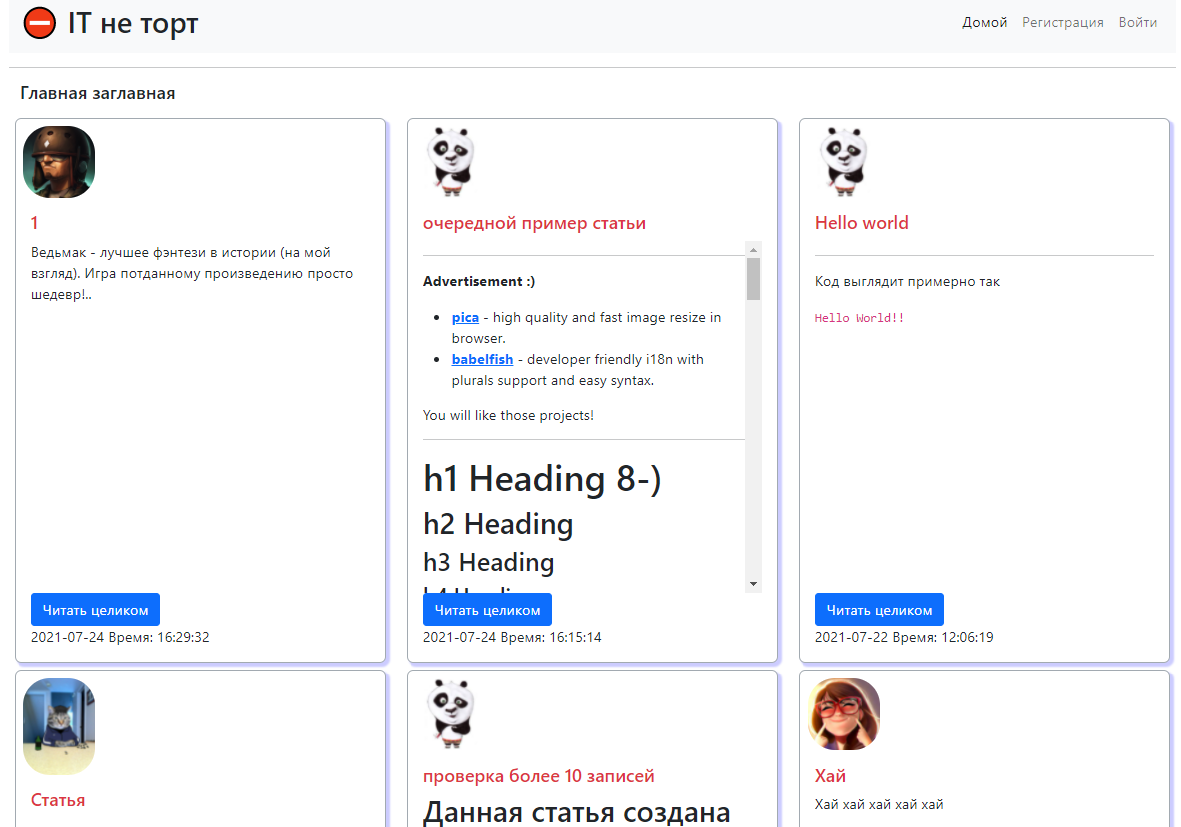 IT не торт
Домой Регистрация Войти
Главная заглавная
1
Ведьмак - лучшее фэнтези в истории (на мой
взгляд). Игра потданному произведению просто
шедевр!..
Читать целиком
2021-07-24 Время: 16:29:32
очередной пример статьи
Advertisement :)
pica - high quality and fast image resize in
browser.
babelfish - developer friendly i18n with
plurals support and easy syntax.
You will like those projects!
h1 Heading 8-)
h2 Heading
h3 Heading
h4 Heading
Читать целиком
2021-07-24 Время: 16:15:14
Hello world
Код выглядит примерно так
Hello World!!
Читать целиком
2021-07-22 Время: 12:06:19
Статья
проверка более 10 записей
Данная статья создана
Хай
Хай хай хай хай хай